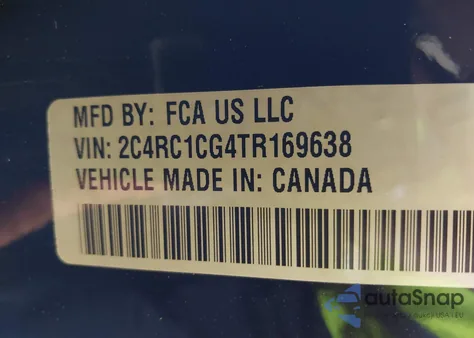 MFD BY: FCA US LLC
VIN: 2C4RC1CG4TR169638
VEHICLE MADE IN: CANADA
autoSnap